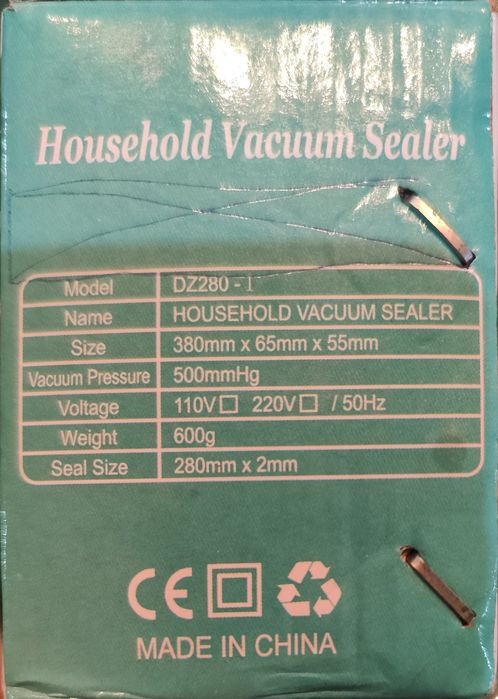 Household Vacuum Sealer
Model DZ280 - I
Name HOUSEHOLD VACUUM SEALER
Size 380mm x 65mm x 55mm
Vacuum Pressure 500mmHg
Voltage 110V☐ 220V☐ / 50Hz
Weight 600g
Seal Size 280mm x 2mm
CE
MADE IN CHINA